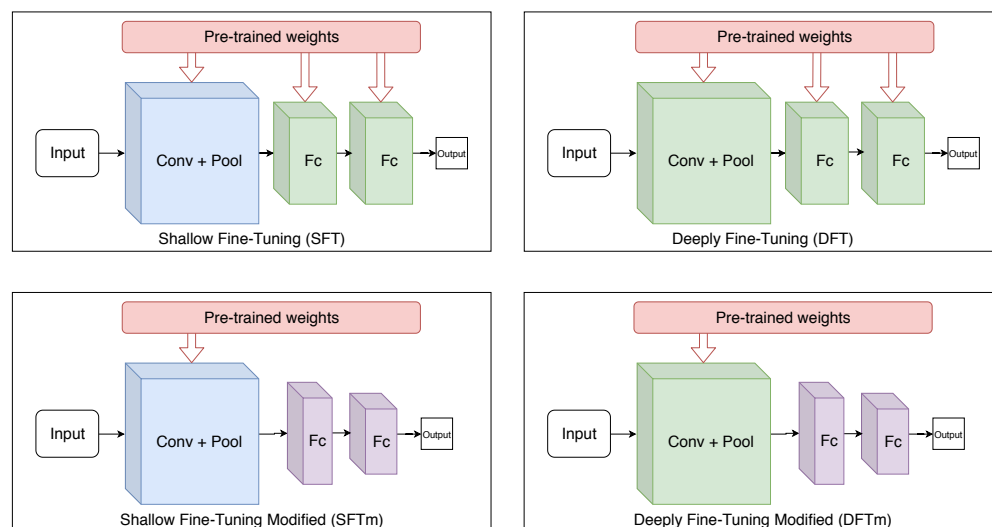 Pre-trained weights
Input
Conv + Pool
Fc
Fc
Output
Shallow Fine-Tuning (SFT)
Pre-trained weights
Input
Conv + Pool
Fc
Fc
Output
Deeply Fine-Tuning (DFT)
Pre-trained weights
Input
Conv + Pool
Fc
Fc
Output
Shallow Fine-Tuning Modified (SFTm)
Pre-trained weights
Input
Conv + Pool
Fc
Fc
Output
Deeply Fine-Tuning Modified (DFTm)